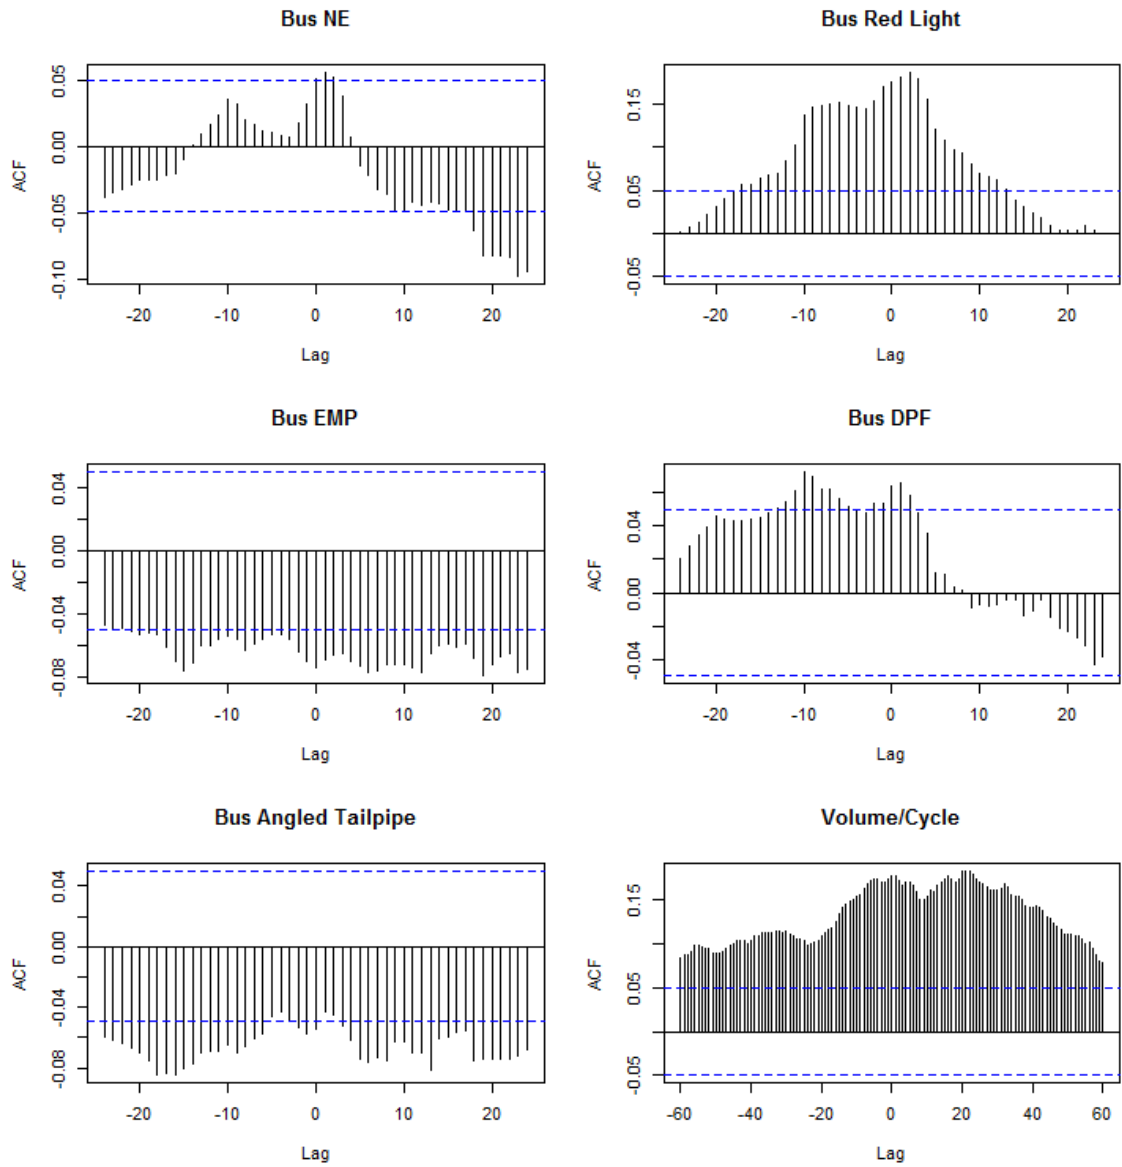 Bus NE
ACF
0.05
0.00
-0.05
-0.10
-20 -10 0 10 20
Lag
Bus Red Light
ACF
0.15
0.05
-0.05
-20 -10 0 10 20
Lag
Bus EMP
ACF
0.04
0.00
-0.04
-0.08
-20 -10 0 10 20
Lag
Bus DPF
ACF
0.04
0.00
-0.04
-20 -10 0 10 20
Lag
Bus Angled Tailpipe
ACF
0.04
0.00
-0.04
-0.08
-20 -10 0 10 20
Lag
Volume/Cycle
ACF
0.15
0.05
-0.05
-60 -40 -20 0 20 40 60
Lag